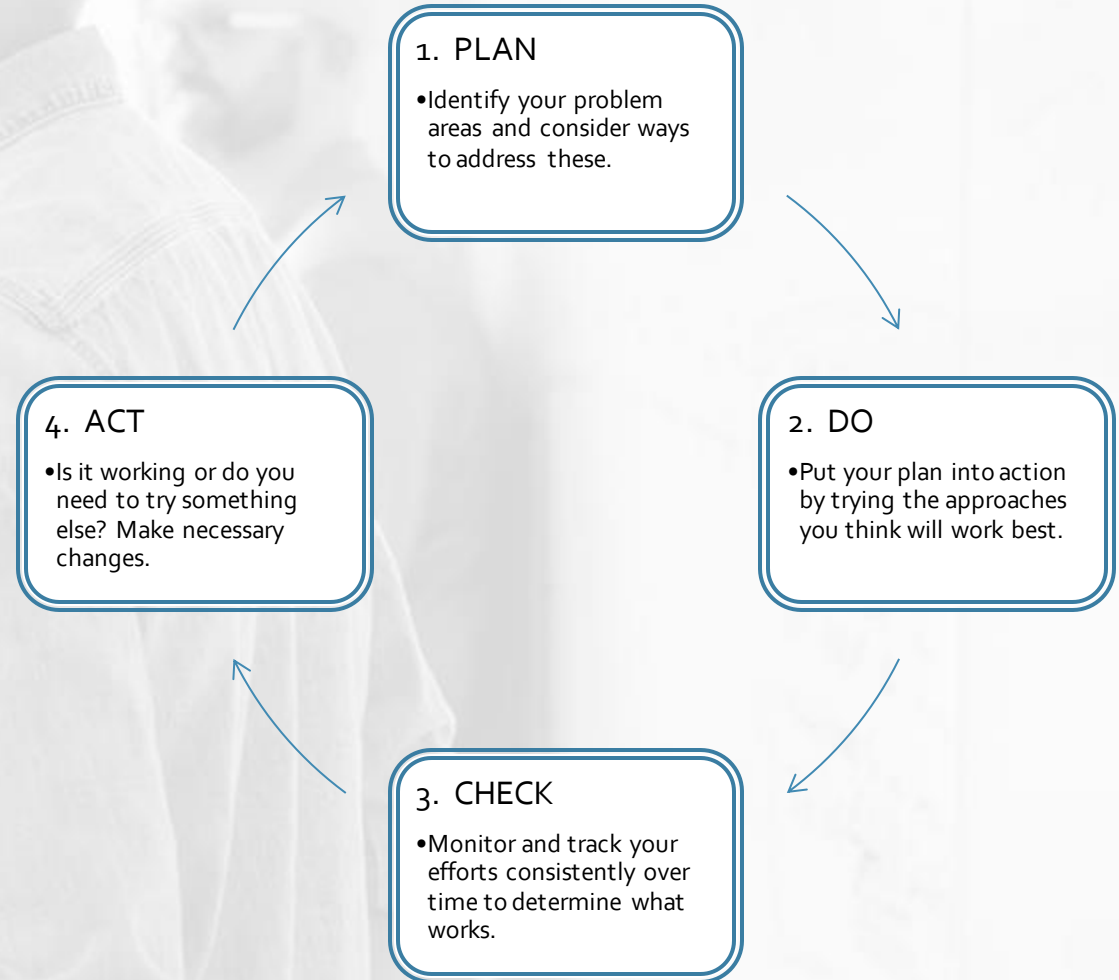 1. PLAN
•Identify your problem
areas and consider ways
to address these.
2. DO
•Put your plan into action
by trying the approaches
you think will work best.
3. CHECK
•Monitor and track your
efforts consistently over
time to determine what
works.
4. ACT
•Is it working or do you
need to try something
else? Make necessary
changes.